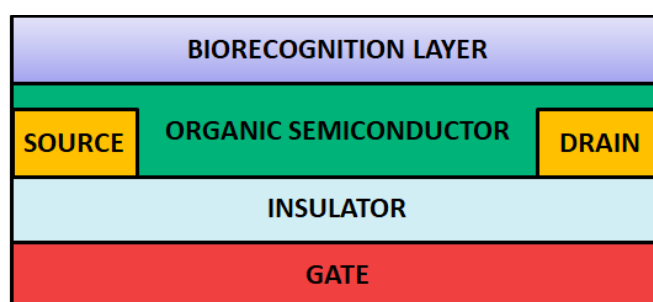 BIORECOGNITION LAYER
SOURCE
ORGANIC SEMICONDUCTOR
DRAIN
INSULATOR
GATE